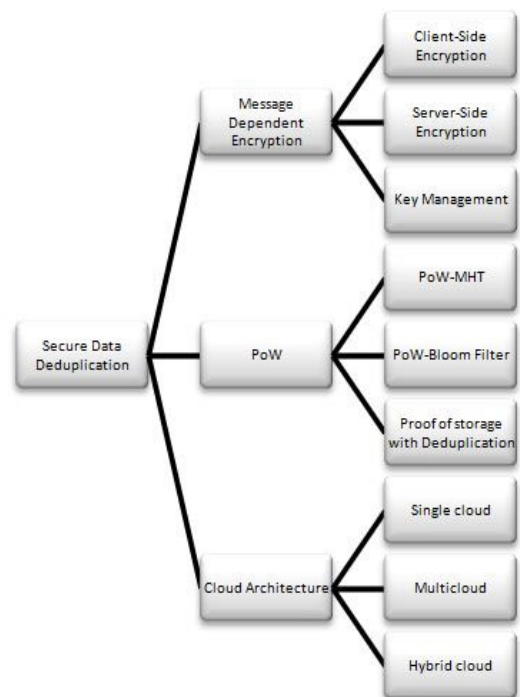 Client-Side
Encryption
Message
Dependent
Encryption
Server-Side
Encryption
Key Management
PoW-MHT
Secure Data
Deduplication
PoW
PoW-Bloom Filter
Proof of storage
with Deduplication
Single cloud
Cloud Architecture
Multicloud
Hybrid cloud